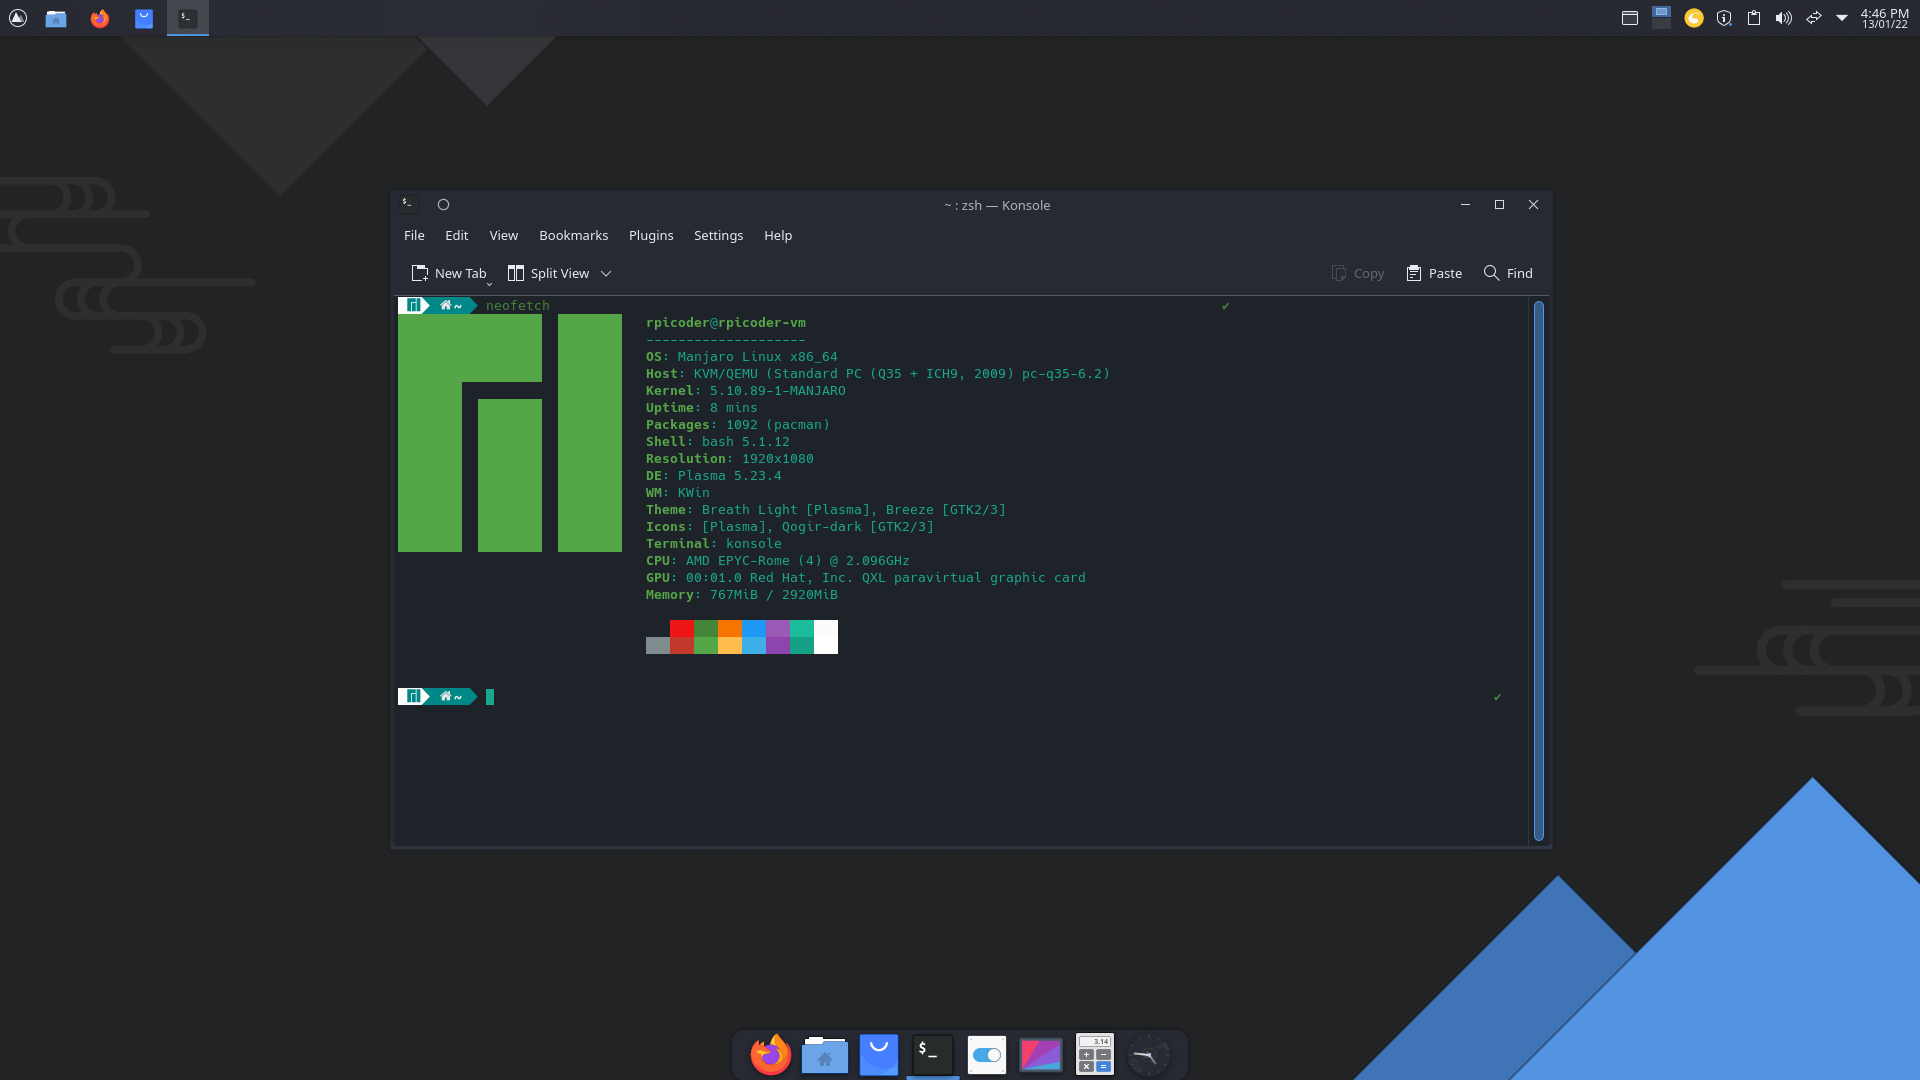 4:46 PM
13/01/22
~ : zsh — Konsole
File Edit View Bookmarks Plugins Settings Help
New Tab Split View Copy Paste Find
~ neofetch ✔
rpicoder@rpicoder-vm
--------------------
OS: Manjaro Linux x86_64
Host: KVM/QEMU (Standard PC (Q35 + ICH9, 2009) pc-q35-6.2)
Kernel: 5.10.89-1-MANJARO
Uptime: 8 mins
Packages: 1092 (pacman)
Shell: bash 5.1.12
Resolution: 1920x1080
DE: Plasma 5.23.4
WM: KWin
Theme: Breath Light [Plasma], Breeze [GTK2/3]
Icons: [Plasma], Qogir-dark [GTK2/3]
Terminal: konsole
CPU: AMD EPYC-Rome (4) @ 2.096GHz
GPU: 00:01.0 Red Hat, Inc. QXL paravirtual graphic card
Memory: 767MiB / 2920MiB
~ ✔
$_
3.14
+ −
× =